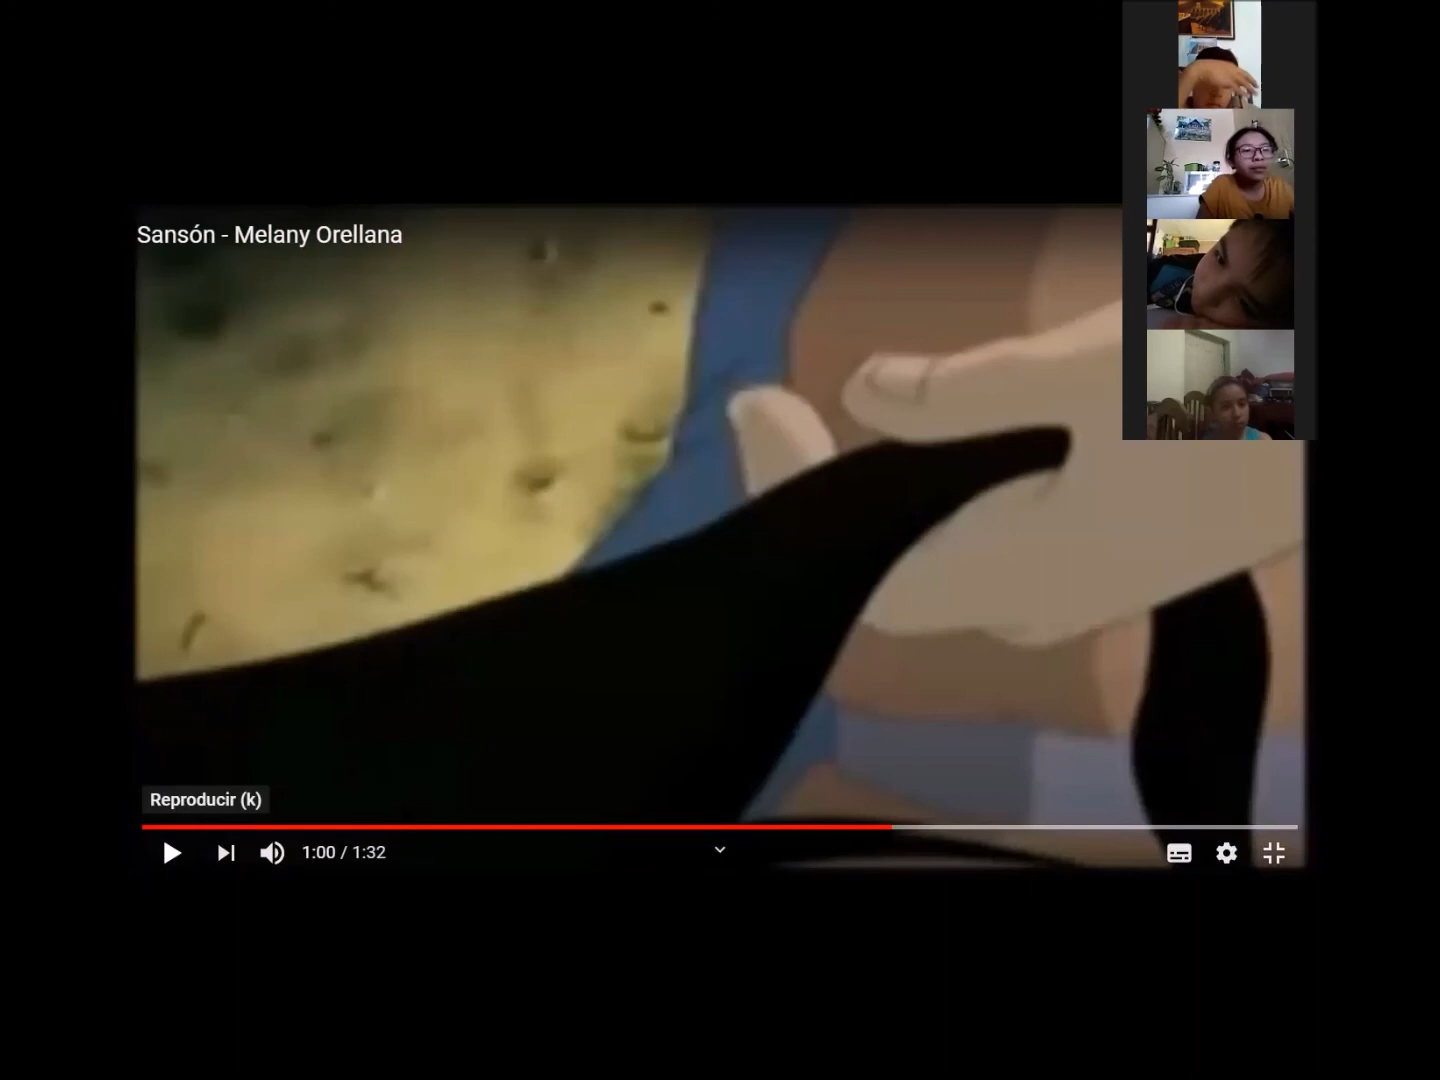 Sansón - Melany Orellana
Reproducir (k)
1:00 / 1:32